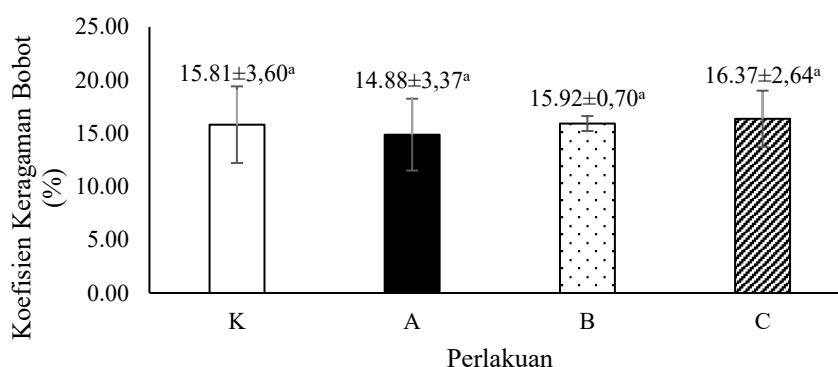 Koefisien Keragaman Bobot
(%)
25.00
20.00
15.00
10.00
5.00
0.00
15.81±3,60ᵃ
14.88±3,37ᵃ
15.92±0,70ᵃ
16.37±2,64ᵃ
K
A
B
C
Perlakuan